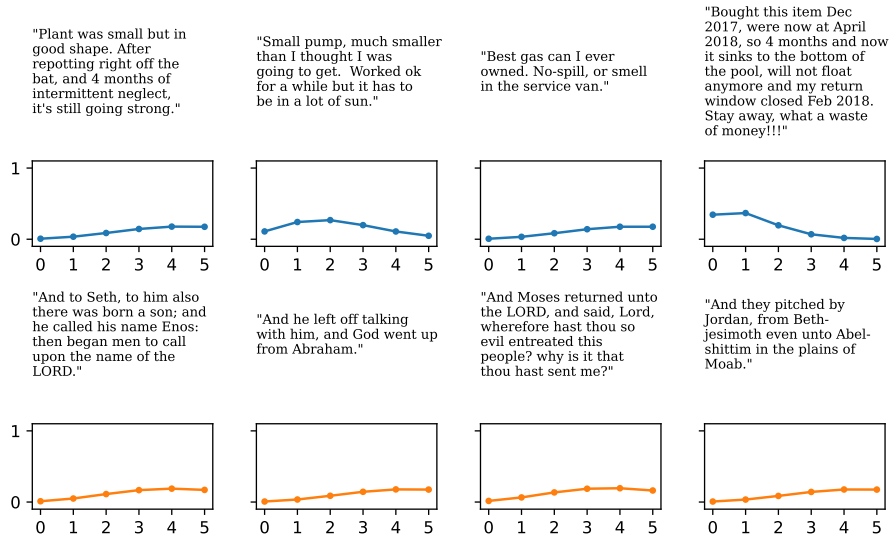 "Plant was small but in
good shape. After
repotting right off the
bat, and 4 months of
intermittent neglect,
it's still going strong."
"Small pump, much smaller
than I thought I was
going to get.  Worked ok
for a while but it has to
be in a lot of sun."
"Best gas can I ever
owned. No-spill, or smell
in the service van."
"Bought this item Dec
2017, were now at April
2018, so 4 months and now
it sinks to the bottom of
the pool, will not float
anymore and my return
window closed Feb 2018.
Stay away, what a waste
of money!!!"
1
0
0 1 2 3 4 5
0 1 2 3 4 5
0 1 2 3 4 5
0 1 2 3 4 5
"And to Seth, to him also
there was born a son; and
he called his name Enos:
then began men to call
upon the name of the
LORD."
"And he left off talking
with him, and God went up
from Abraham."
"And Moses returned unto
the LORD, and said, Lord,
wherefore hast thou so
evil entreated this
people? why is it that
thou hast sent me?"
"And they pitched by
Jordan, from Beth-
jesimoth even unto Abel-
shittim in the plains of
Moab."
1
0
0 1 2 3 4 5
0 1 2 3 4 5
0 1 2 3 4 5
0 1 2 3 4 5